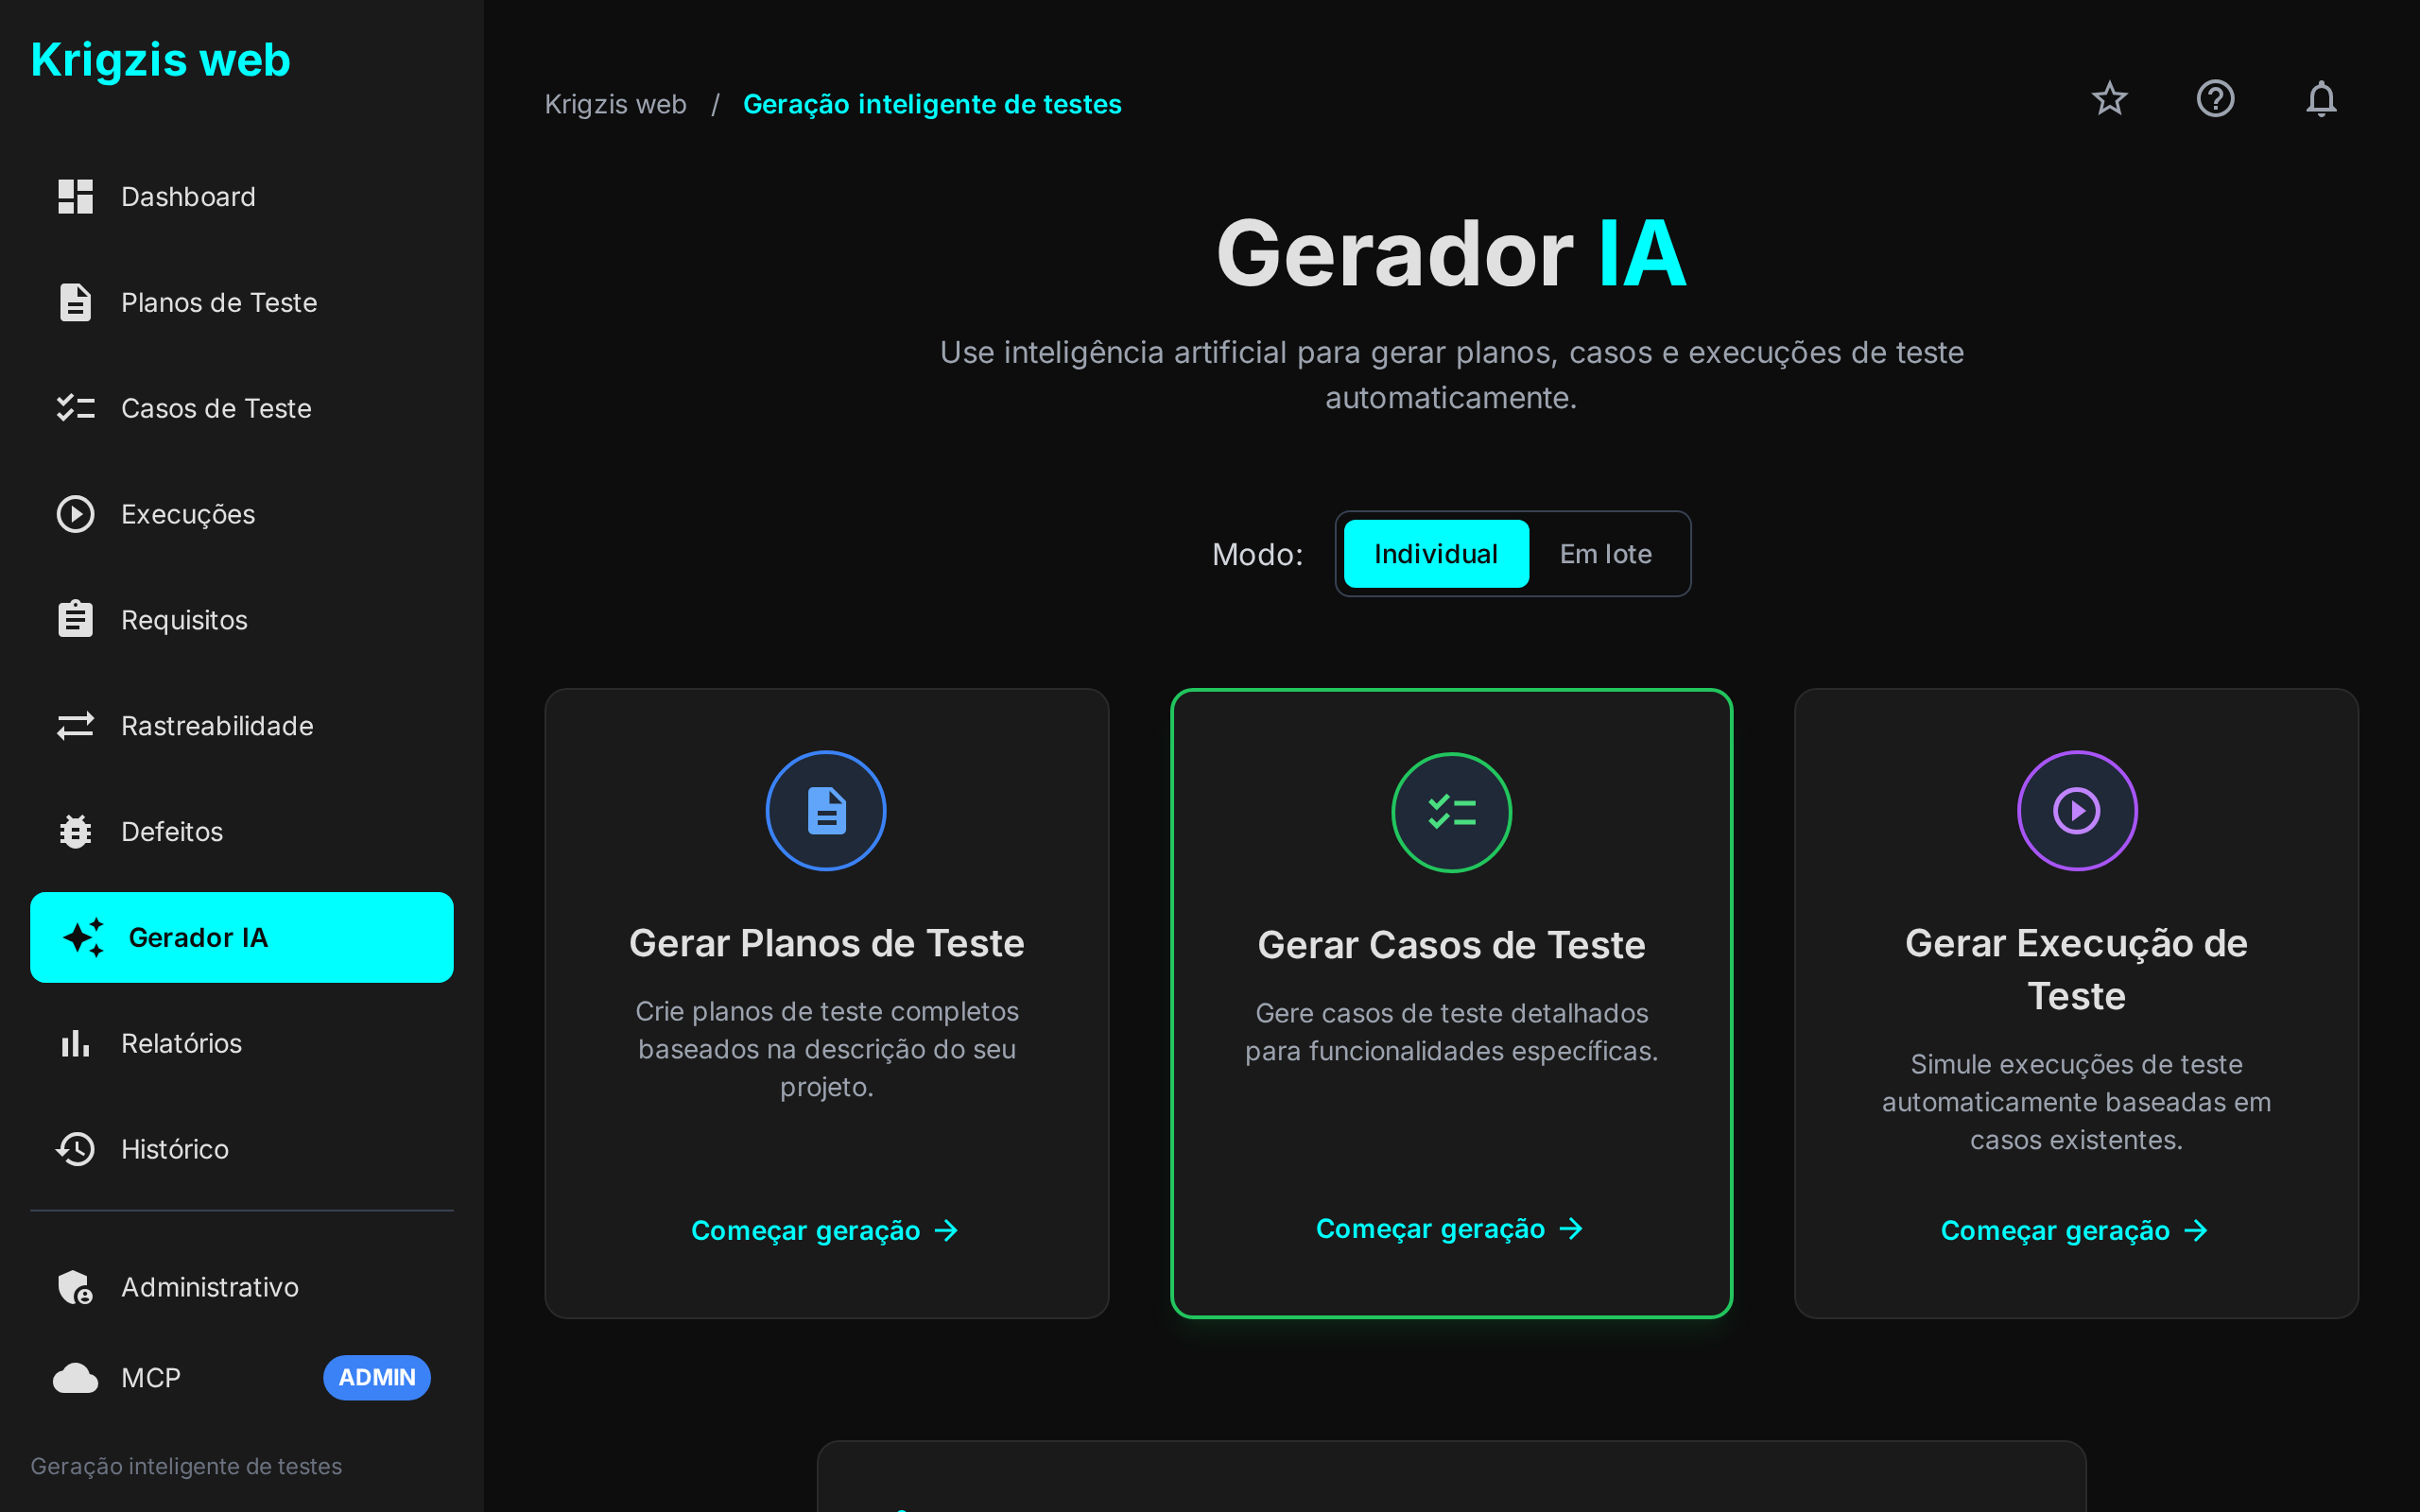 Krigzis web
Dashboard
Planos de Teste
Casos de Teste
Execuções
Requisitos
Rastreabilidade
Defeitos
Gerador IA
Relatórios
Histórico
Administrativo
MCP ADMIN
Geração inteligente de testes
Krigzis web / Geração inteligente de testes
Gerador IA
Use inteligência artificial para gerar planos, casos e execuções de teste
automaticamente.
Modo: Individual Em lote
Gerar Planos de Teste
Crie planos de teste completos
baseados na descrição do seu
projeto.
Começar geração →
Gerar Casos de Teste
Gere casos de teste detalhados
para funcionalidades específicas.
Começar geração →
Gerar Execução de
Teste
Simule execuções de teste
automaticamente baseadas em
casos existentes.
Começar geração →